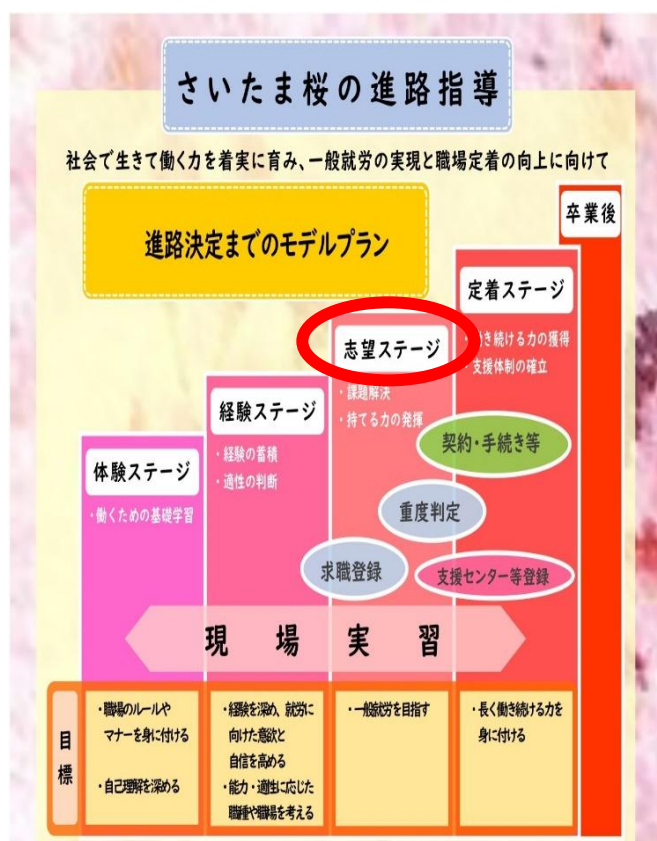 さいたま桜の進路指導
社会で生きて働く力を着実に育み、一般就労の実現と職場定着の向上に向けて
進路決定までのモデルプラン
卒業後
定着ステージ
・働き続ける力の獲得
・支援体制の確立
志望ステージ
・課題解決
・持てる力の発揮
経験ステージ
・経験の蓄積
・適性の判断
体験ステージ
・働くための基礎学習
契約・手続き等
重度判定
求職登録
支援センター等登録
現場実習
目標
・職場のルールや
マナーを身に付ける
・自己理解を深める
・経験を深め、就労に
向けた意欲と
自信を高める
・能力・適性に応じた
職種や職場を考える
・一般就労を目指す
・長く働き続ける力を
身に付ける